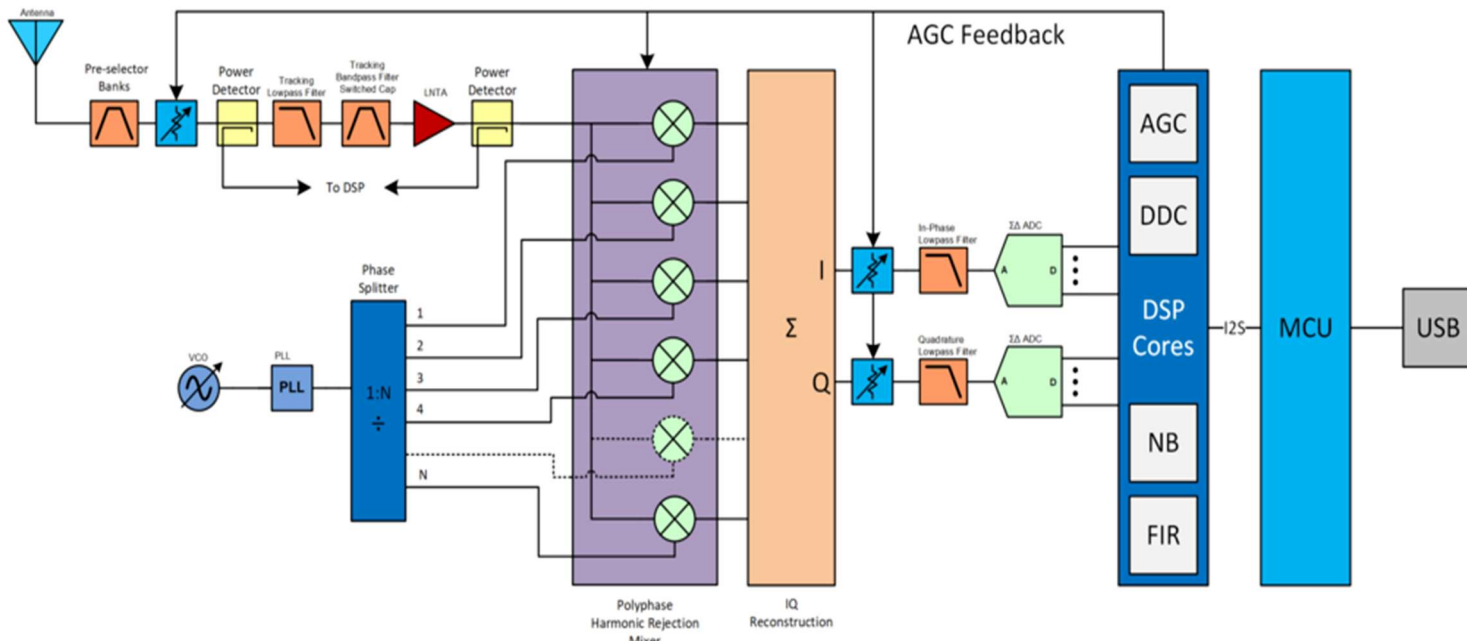 Antenna
AGC Feedback
Pre-selector
Banks
Power
Detector
Tracking
Lowpass Filter
Tracking
Bandpass Filter
Switched Cap
LNTA
Power
Detector
To DSP
AGC
DDC
DSP
Cores
NB
FIR
I2S
MCU
USB
In-Phase
Lowpass Filter
ΣΔ ADC
A
D
I
Σ
Q
Quadrature
Lowpass Filter
ΣΔ ADC
A
D
Phase
Splitter
1
2
3
4
N
1:N
÷
VCO
PLL
PLL
Polyphase
Harmonic Rejection
Mixer
IQ
Reconstruction